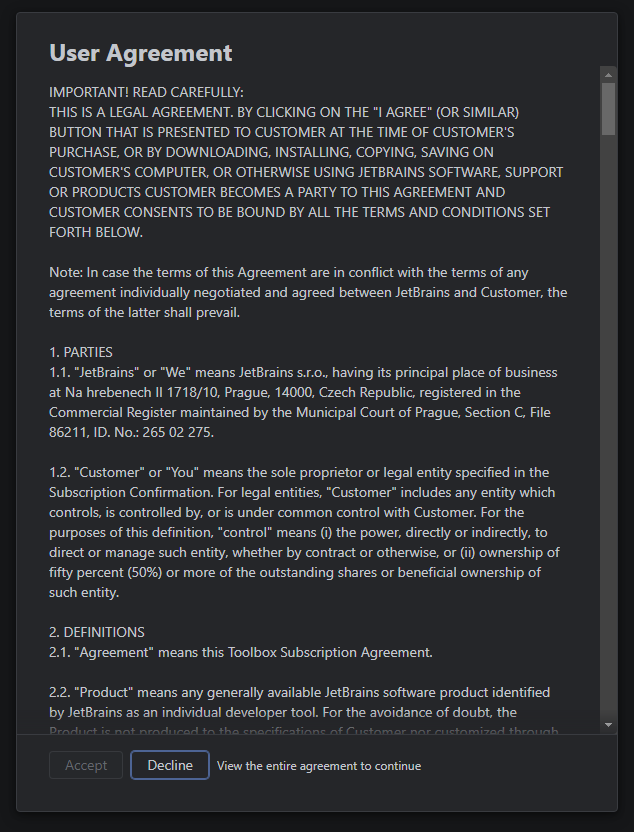 User Agreement
IMPORTANT! READ CAREFULLY:
THIS IS A LEGAL AGREEMENT. BY CLICKING ON THE "I AGREE" (OR SIMILAR)
BUTTON THAT IS PRESENTED TO CUSTOMER AT THE TIME OF CUSTOMER'S
PURCHASE, OR BY DOWNLOADING, INSTALLING, COPYING, SAVING ON
CUSTOMER'S COMPUTER, OR OTHERWISE USING JETBRAINS SOFTWARE, SUPPORT
OR PRODUCTS CUSTOMER BECOMES A PARTY TO THIS AGREEMENT AND
CUSTOMER CONSENTS TO BE BOUND BY ALL THE TERMS AND CONDITIONS SET
FORTH BELOW.
Note: In case the terms of this Agreement are in conflict with the terms of any
agreement individually negotiated and agreed between JetBrains and Customer, the
terms of the latter shall prevail.
1. PARTIES
1.1. "JetBrains" or "We" means JetBrains s.r.o., having its principal place of business
at Na hrebenech II 1718/10, Prague, 14000, Czech Republic, registered in the
Commercial Register maintained by the Municipal Court of Prague, Section C, File
86211, ID. No.: 265 02 275.
1.2. "Customer" or "You" means the sole proprietor or legal entity specified in the
Subscription Confirmation. For legal entities, "Customer" includes any entity which
controls, is controlled by, or is under common control with Customer. For the
purposes of this definition, "control" means (i) the power, directly or indirectly, to
direct or manage such entity, whether by contract or otherwise, or (ii) ownership of
fifty percent (50%) or more of the outstanding shares or beneficial ownership of
such entity.
2. DEFINITIONS
2.1. "Agreement" means this Toolbox Subscription Agreement.
2.2. "Product" means any generally available JetBrains software product identified
by JetBrains as an individual developer tool. For the avoidance of doubt, the
Product is not produced to the specifications of Customer nor customized through
Accept
Decline
View the entire agreement to continue